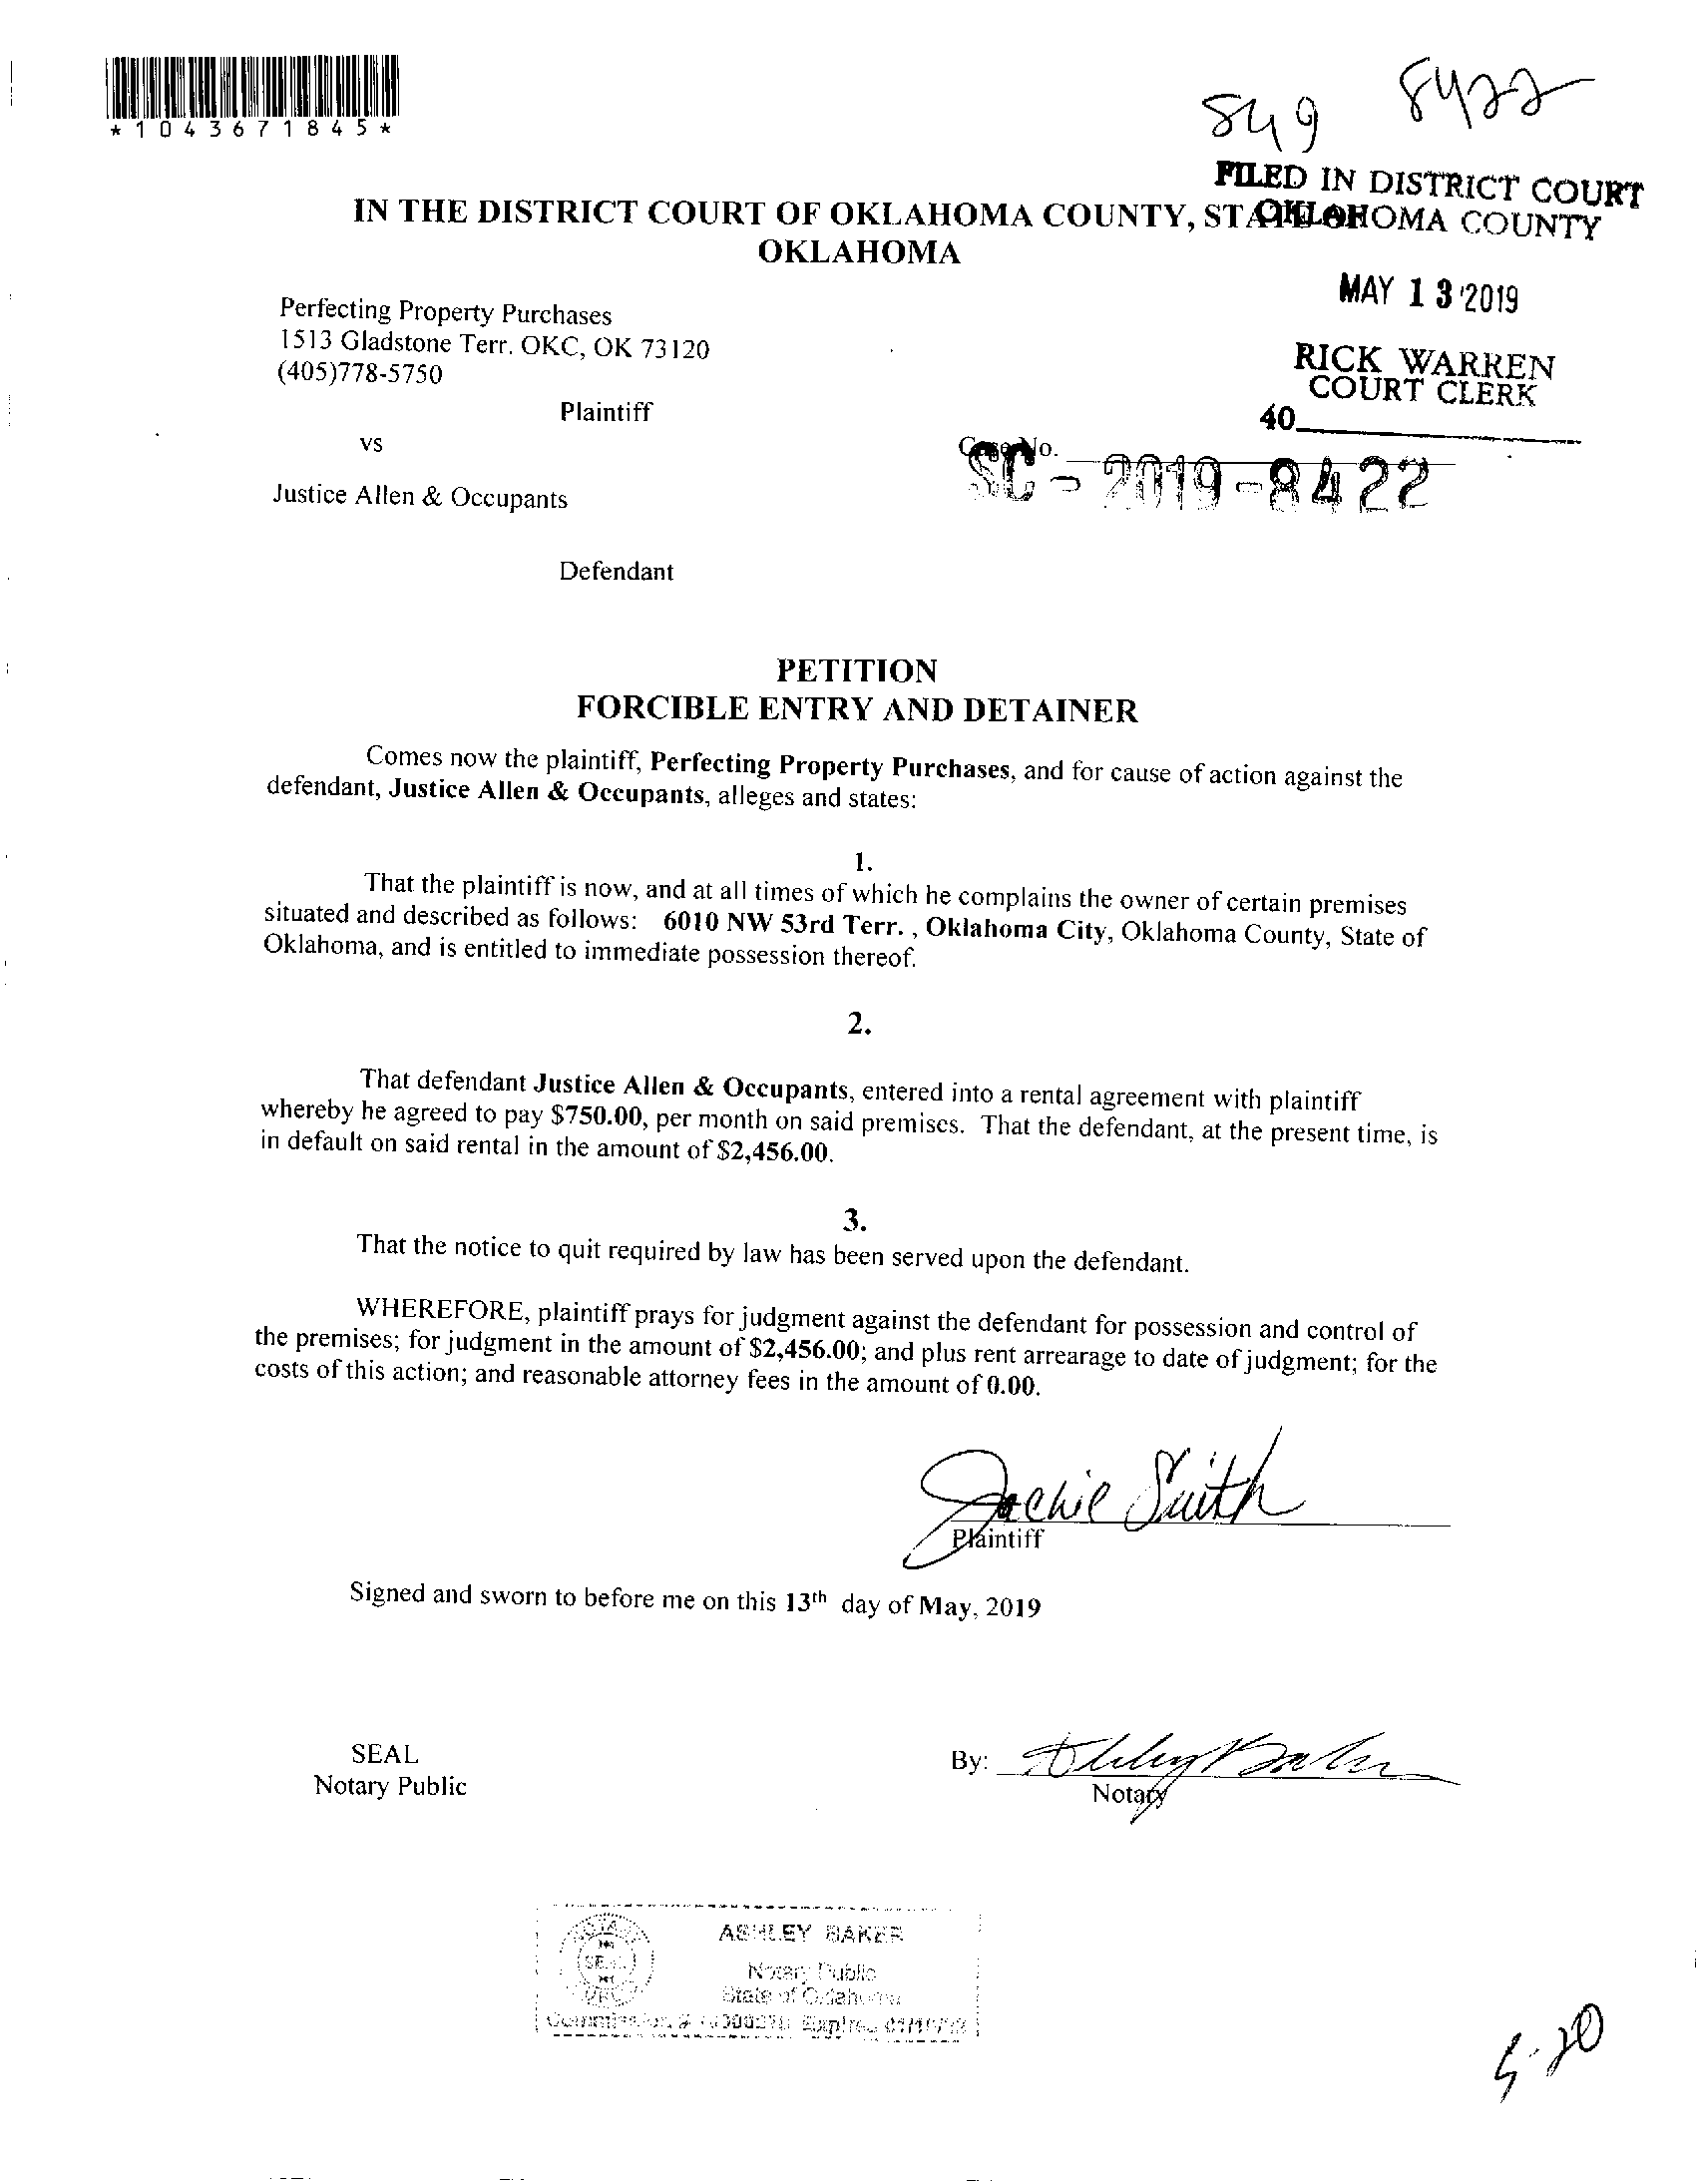 *1043671845*
849 8422
FILED IN DISTRICT COURT
OKLAHOMA COUNTY
IN THE DISTRICT COURT OF OKLAHOMA COUNTY, STATE OF
OKLAHOMA
MAY 13 2019
RICK WARREN
COURT CLERK
40
Perfecting Property Purchases
1513 Gladstone Terr. OKC, OK 73120
(405)778-5750
Plaintiff
vs
Case No.
SC-2019-8422
Justice Allen & Occupants
Defendant
PETITION
FORCIBLE ENTRY AND DETAINER
Comes now the plaintiff, Perfecting Property Purchases, and for cause of action against the
defendant, Justice Allen & Occupants, alleges and states:
1.
That the plaintiff is now, and at all times of which he complains the owner of certain premises
situated and described as follows: 6010 NW 53rd Terr. , Oklahoma City, Oklahoma County, State of
Oklahoma, and is entitled to immediate possession thereof.
2.
That defendant Justice Allen & Occupants, entered into a rental agreement with plaintiff
whereby he agreed to pay $750.00, per month on said premises. That the defendant, at the present time, is
in default on said rental in the amount of $2,456.00.
3.
That the notice to quit required by law has been served upon the defendant.
WHEREFORE, plaintiff prays for judgment against the defendant for possession and control of
the premises; for judgment in the amount of $2,456.00; and plus rent arrearage to date of judgment; for the
costs of this action; and reasonable attorney fees in the amount of 0.00.
Jackie Smith
Plaintiff
Signed and sworn to before me on this 13th day of May, 2019
SEAL
Notary Public
By: Ashley Baker
Notary
ASHLEY BAKER
Notary Public
State of Oklahoma
Commission # Expires
5-20